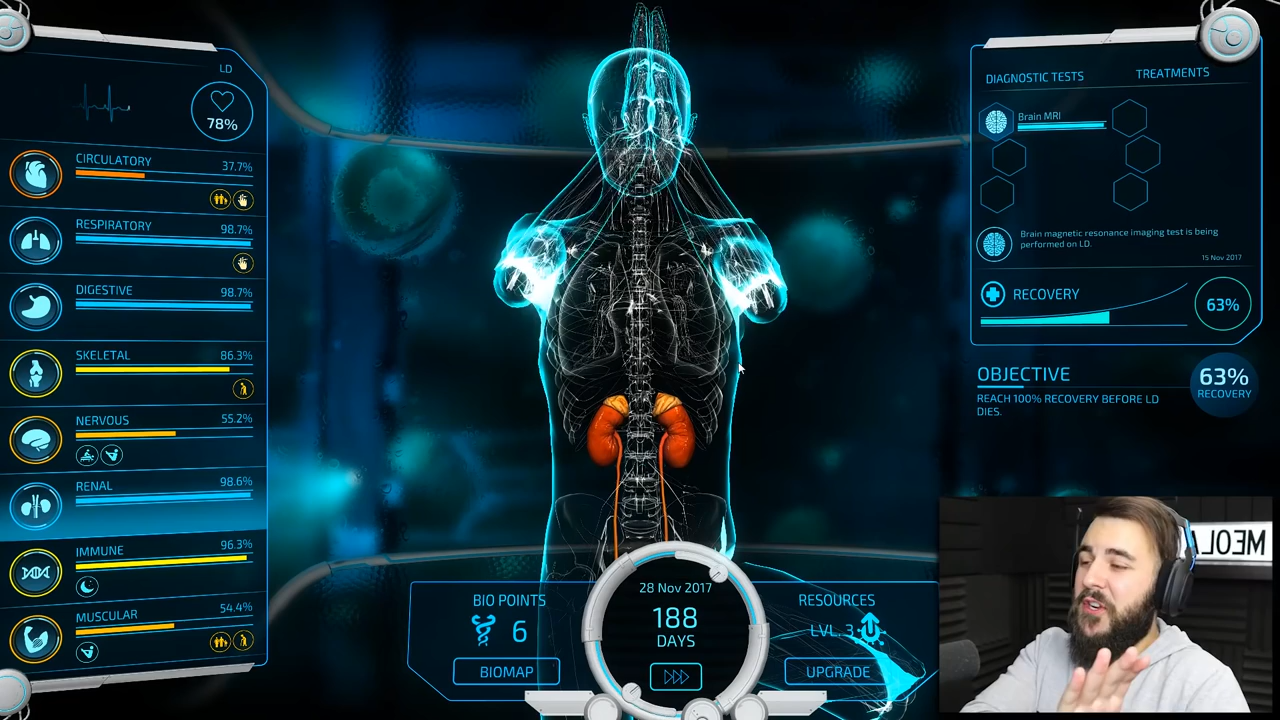 LD
78%
CIRCULATORY 37.7%
RESPIRATORY 98.7%
DIGESTIVE 98.7%
SKELETAL 86.3%
NERVOUS 55.2%
RENAL 98.6%
IMMUNE 96.3%
MUSCULAR 54.4%
DIAGNOSTIC TESTS TREATMENTS
Brain MRI
Brain magnetic resonance imaging test is being
performed on LD.
15 Nov 2017
RECOVERY 63%
OBJECTIVE
REACH 100% RECOVERY BEFORE LD
DIES.
63%
RECOVERY
BIO POINTS
6
BIOMAP
28 Nov 2017
188
DAYS
RESOURCES
LVL. 3
UPGRADE